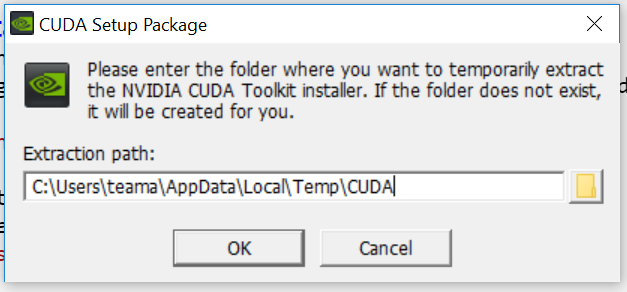 CUDA Setup Package
Please enter the folder where you want to temporarily extract
the NVIDIA CUDA Toolkit installer. If the folder does not exist,
it will be created for you.
Extraction path:
C:\Users\teama\AppData\Local\Temp\CUDA
OK Cancel